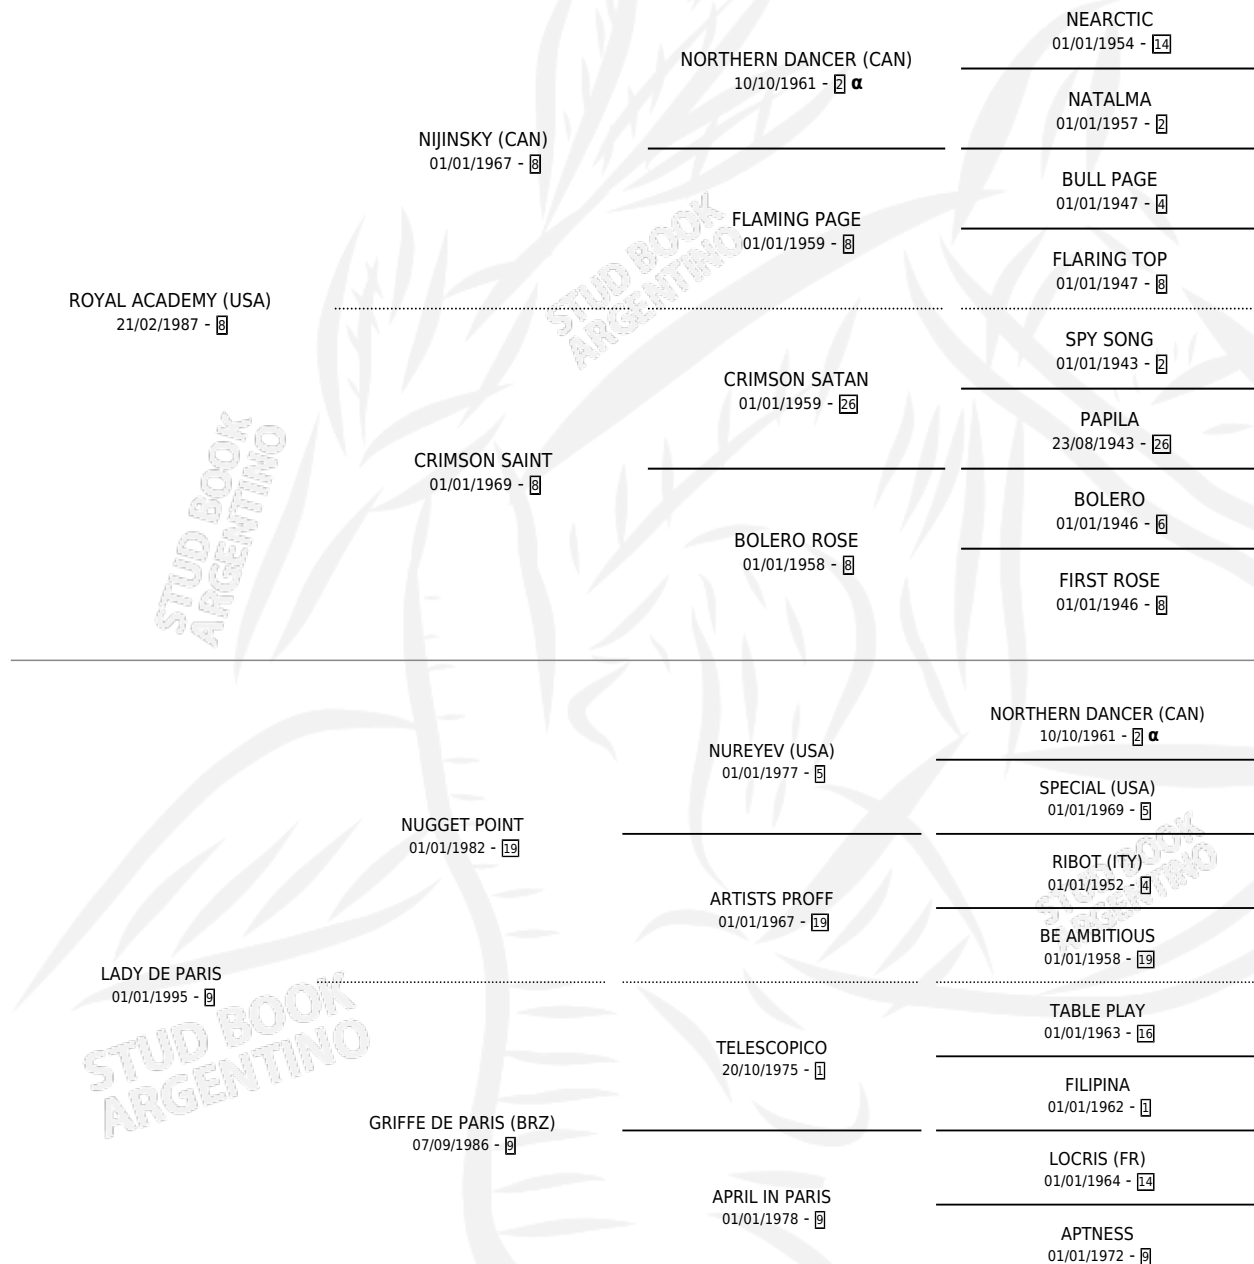 NEARCTIC
01/01/1954 - 14
NORTHERN DANCER (CAN)
10/10/1961 - 2 α
NATALMA
01/01/1957 - 2
NIJINSKY (CAN)
01/01/1967 - 8
BULL PAGE
01/01/1947 - 4
FLAMING PAGE
01/01/1959 - 8
FLARING TOP
01/01/1947 - 8
ROYAL ACADEMY (USA)
21/02/1987 - 8
SPY SONG
01/01/1943 - 2
CRIMSON SATAN
01/01/1959 - 26
PAPILA
23/08/1943 - 26
CRIMSON SAINT
01/01/1969 - 8
BOLERO
01/01/1946 - 6
BOLERO ROSE
01/01/1958 - 8
FIRST ROSE
01/01/1946 - 8
NORTHERN DANCER (CAN)
10/10/1961 - 2 α
NUREYEV (USA)
01/01/1977 - 5
SPECIAL (USA)
01/01/1969 - 5
NUGGET POINT
01/01/1982 - 19
RIBOT (ITY)
01/01/1952 - 4
ARTISTS PROFF
01/01/1967 - 19
BE AMBITIOUS
01/01/1958 - 19
LADY DE PARIS
01/01/1995 - 9
TABLE PLAY
01/01/1963 - 16
TELESCOPICO
20/10/1975 - 1
FILIPINA
01/01/1962 - 1
GRIFFE DE PARIS (BRZ)
07/09/1986 - 9
LOCRIS (FR)
01/01/1964 - 14
APRIL IN PARIS
01/01/1978 - 9
APTNESS
01/01/1972 - 9
STUD BOOK
ARGENTINO
STUD BOOK
ARGENTINO
STUD BOOK
ARGENTINO
STUD BOOK
ARGENTINO